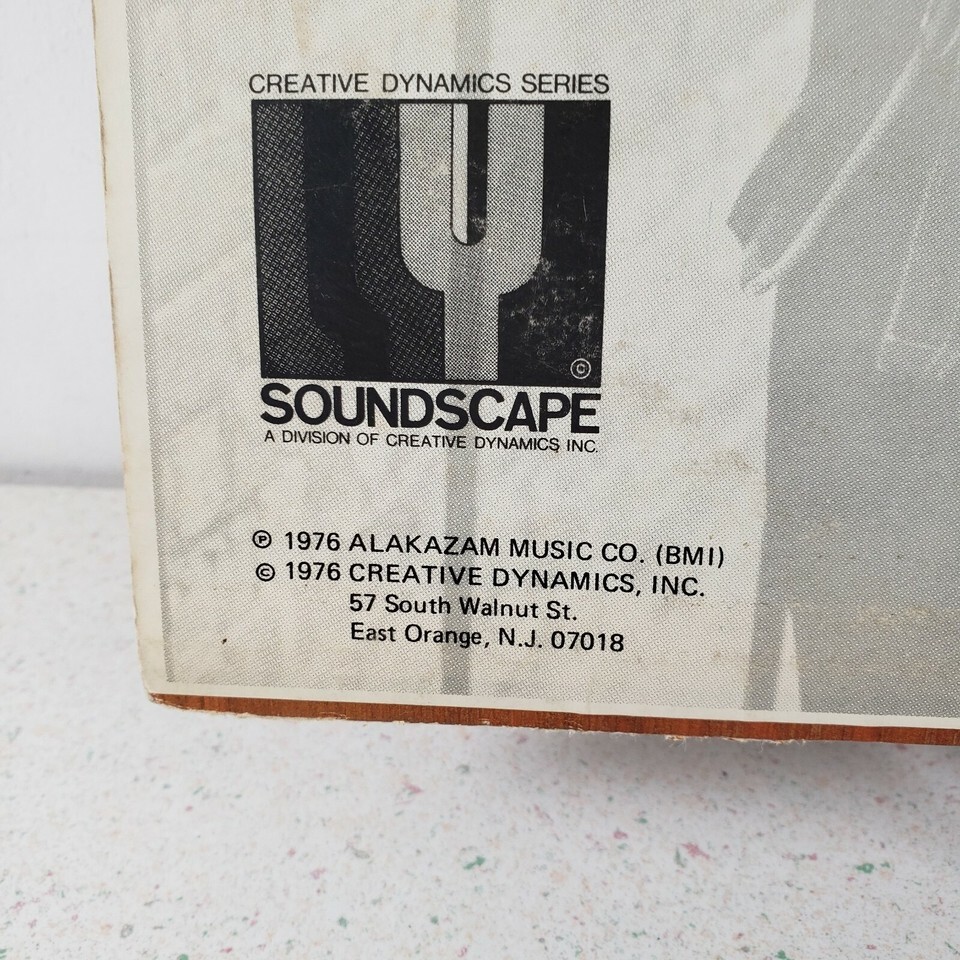 CREATIVE DYNAMICS SERIES
©
SOUNDSCAPE
A DIVISION OF CREATIVE DYNAMICS INC.
℗ 1976 ALAKAZAM MUSIC CO. (BMI)
© 1976 CREATIVE DYNAMICS, INC.
57 South Walnut St.
East Orange, N.J. 07018